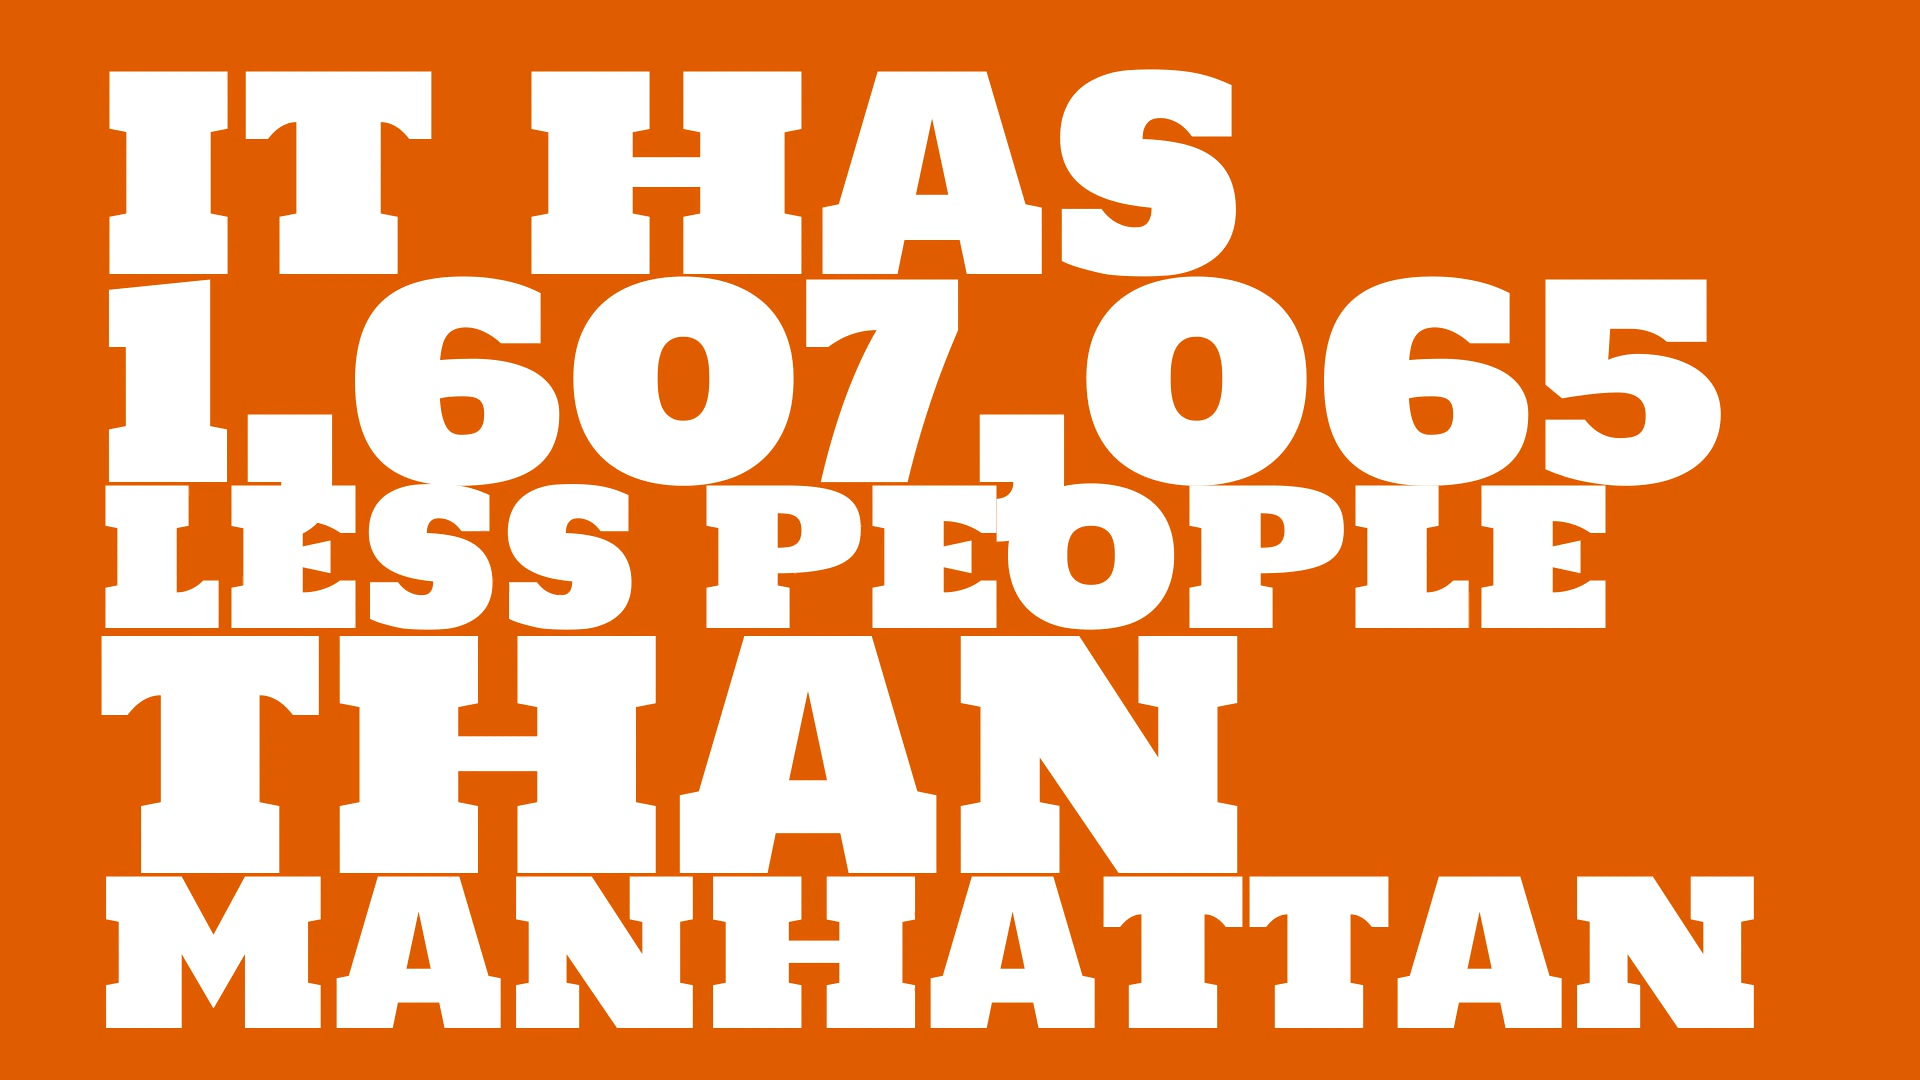 IT HAS
1,607,065
LESS PEOPLE
THAN
MANHATTAN